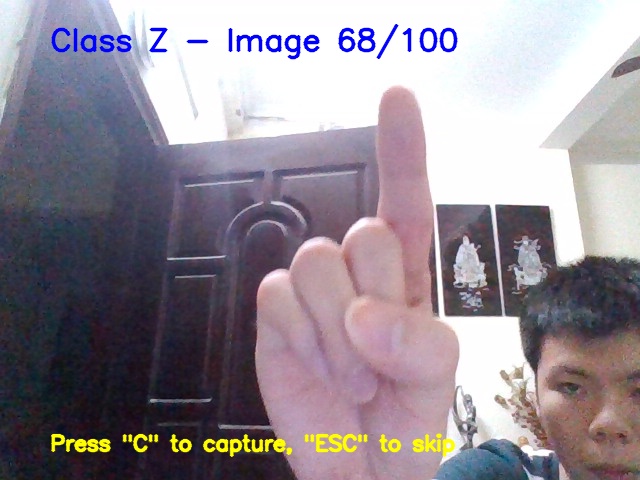 Class Z - Image 68/100
Press "C" to capture, "ESC" to skip